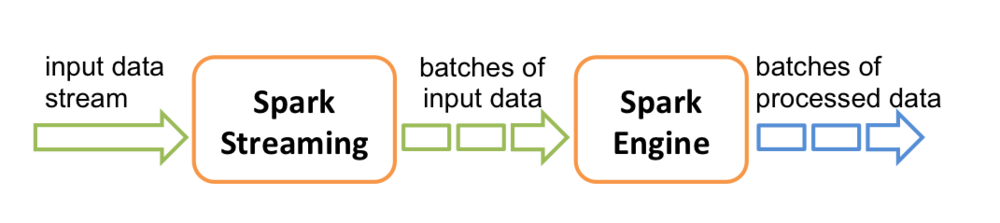 input data
stream
Spark
Streaming
batches of
input data
Spark
Engine
batches of
processed data